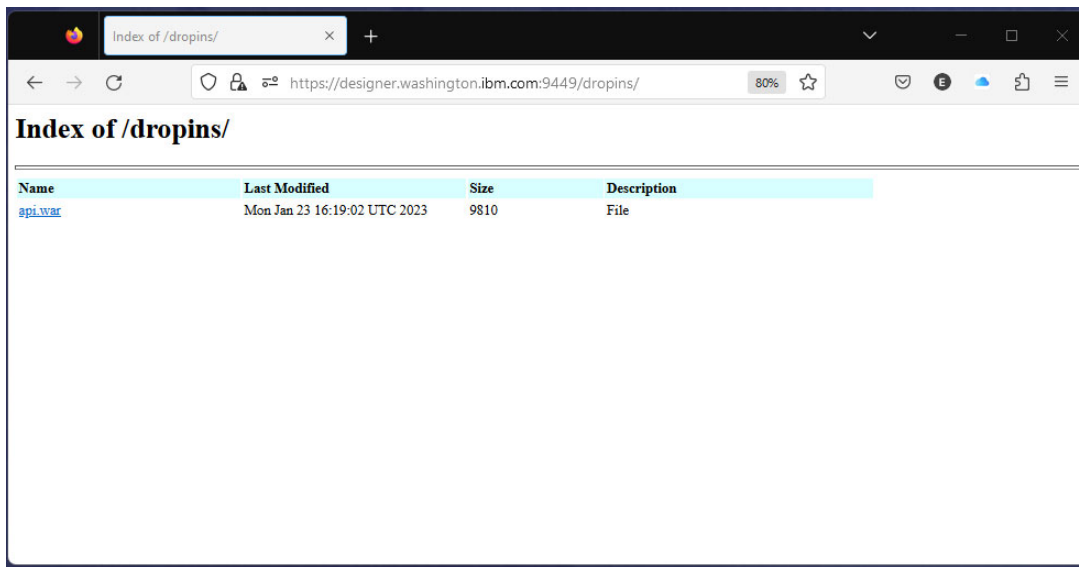 Index of /dropins/
https://designer.washington.ibm.com:9449/dropins/ 80% E
Index of /dropins/
Name Last Modified Size Description
api.war Mon Jan 23 16:19:02 UTC 2023 9810 File